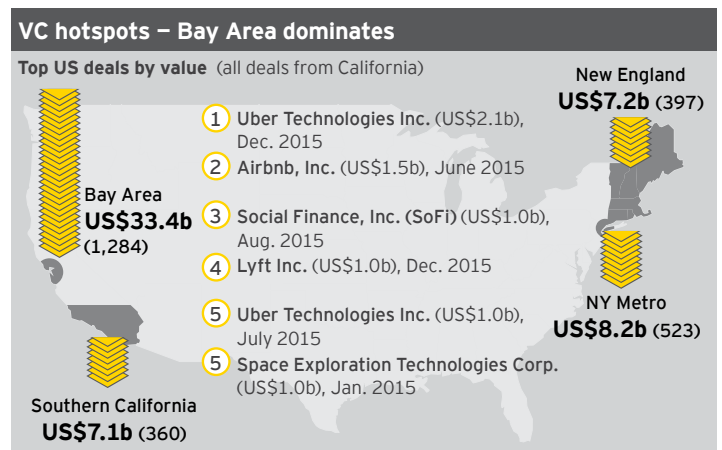 VC hotspots – Bay Area dominates
Top US deals by value (all deals from California)
New England
US$7.2b (397)
1 Uber Technologies Inc. (US$2.1b),
Dec. 2015
2 Airbnb, Inc. (US$1.5b), June 2015
Bay Area
US$33.4b
(1,284)
3 Social Finance, Inc. (SoFi) (US$1.0b),
Aug. 2015
4 Lyft Inc. (US$1.0b), Dec. 2015
5 Uber Technologies Inc. (US$1.0b),
July 2015
5 Space Exploration Technologies Corp.
(US$1.0b), Jan. 2015
NY Metro
US$8.2b (523)
Southern California
US$7.1b (360)